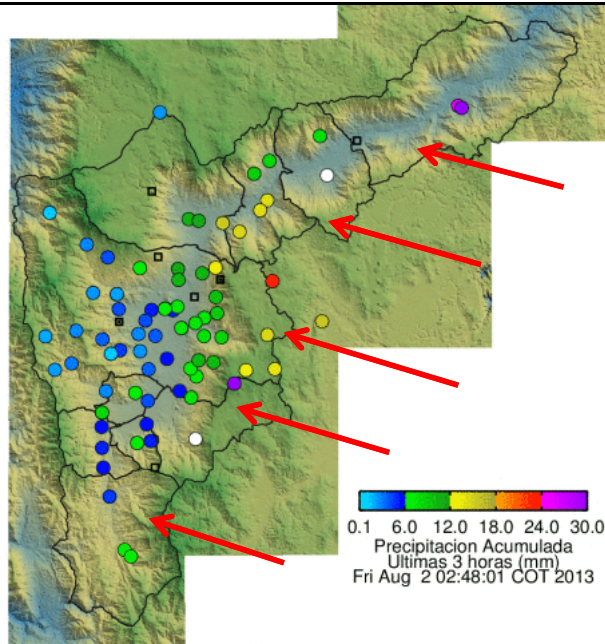 0.1 6.0 12.0 18.0 24.0 30.0
Precipitacion Acumulada
Ultimas 3 horas (mm)
Fri Aug 2 02:48:01 COT 2013